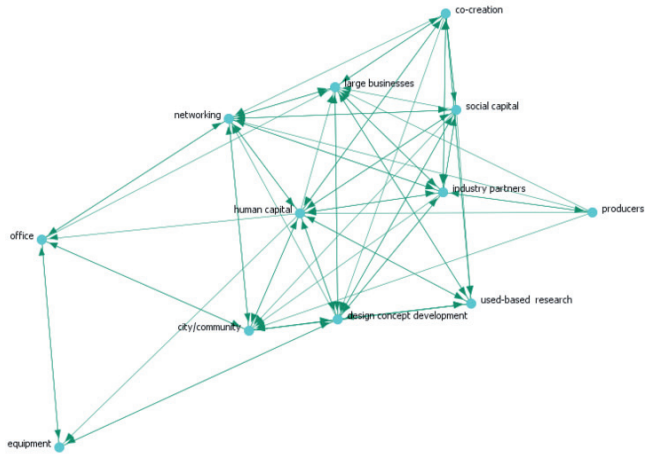 co-creation
large businesses
social capital
networking
industry partners
human capital
producers
office
used-based research
design concept development
city/community
equipment